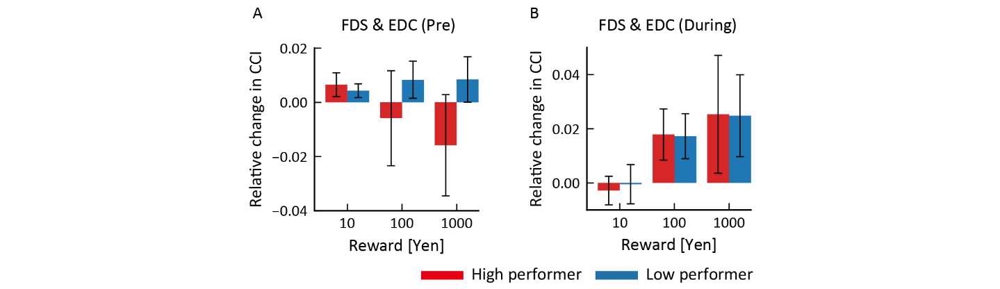 A
FDS & EDC (Pre)
Relative change in CCI
0.02
0.00
−0.02
−0.04
10
100
1000
Reward [Yen]
B
FDS & EDC (During)
Relative change in CCI
0.04
0.02
0.00
10
100
1000
Reward [Yen]
High performer
Low performer